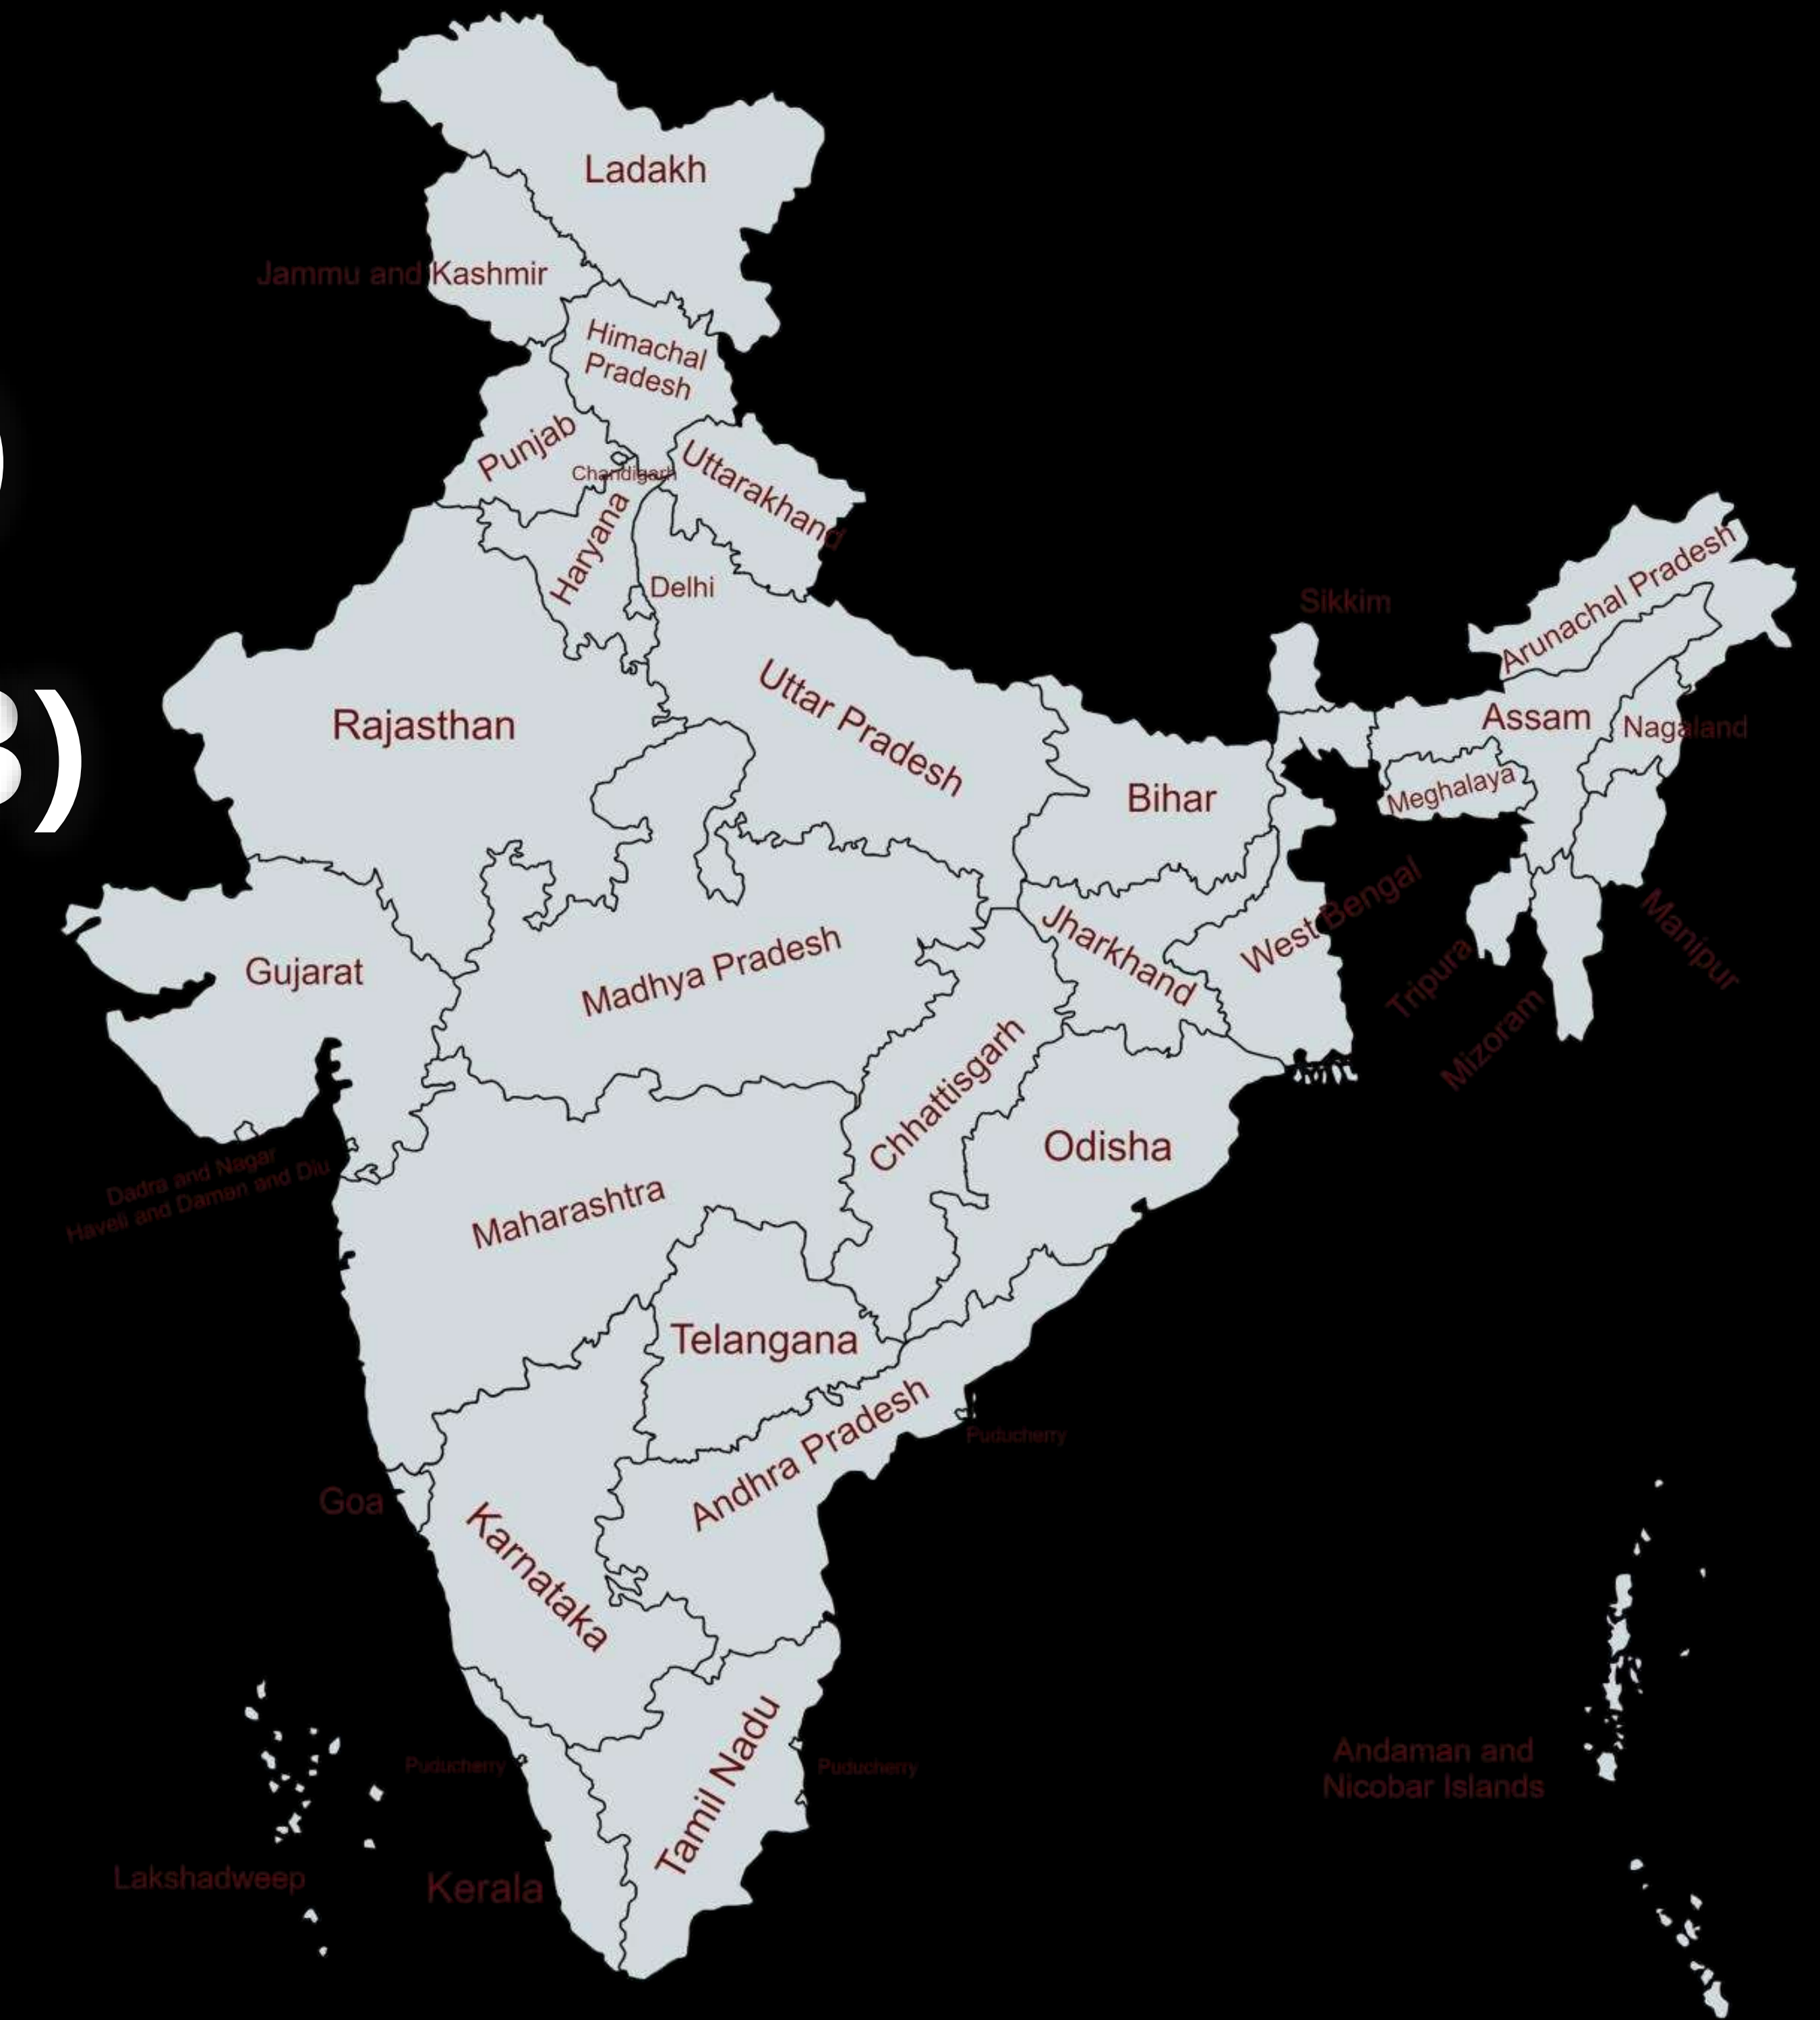 Ladakh
Jammu and Kashmir
Himachal
Pradesh
Punjab
)
Chandigarh
Uttarakhand
Haryana
Delhi
Arunachal Pradesh
Sikkim
3)
Rajasthan
Uttar Pradesh
Assam
Nagaland
Bihar
Meghalaya
West Bengal
Jharkhand
Manipur
Tripura
Mizoram
Gujarat
Madhya Pradesh
Chhattisgarh
Odisha
Dadra and Nagar
Haveli and Daman and Diu
Maharashtra
Telangana
Andhra Pradesh
Puducherry
Goa
Karnataka
Puducherry
Puducherry
Tamil Nadu
Andaman and
Nicobar Islands
Lakshadweep
Kerala